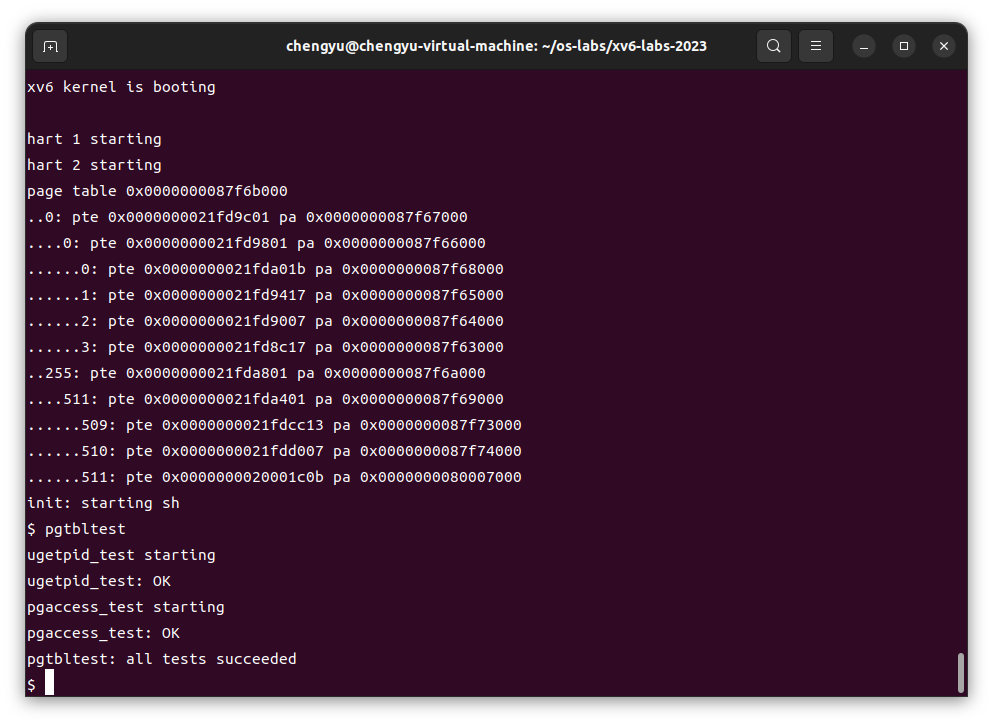 chengyu@chengyu-virtual-machine: ~/os-labs/xv6-labs-2023
xv6 kernel is booting
hart 1 starting
hart 2 starting
page table 0x0000000087f6b000
..0: pte 0x0000000021fd9c01 pa 0x0000000087f67000
....0: pte 0x0000000021fd9801 pa 0x0000000087f66000
......0: pte 0x0000000021fda01b pa 0x0000000087f68000
......1: pte 0x0000000021fd9417 pa 0x0000000087f65000
......2: pte 0x0000000021fd9007 pa 0x0000000087f64000
......3: pte 0x0000000021fd8c17 pa 0x0000000087f63000
..255: pte 0x0000000021fda801 pa 0x0000000087f6a000
....511: pte 0x0000000021fda401 pa 0x0000000087f69000
......509: pte 0x0000000021fdcc13 pa 0x0000000087f73000
......510: pte 0x0000000021fdd007 pa 0x0000000087f74000
......511: pte 0x0000000020001c0b pa 0x0000000080007000
init: starting sh
$ pgtbltest
ugetpid_test starting
ugetpid_test: OK
pgaccess_test starting
pgaccess_test: OK
pgtbltest: all tests succeeded
$